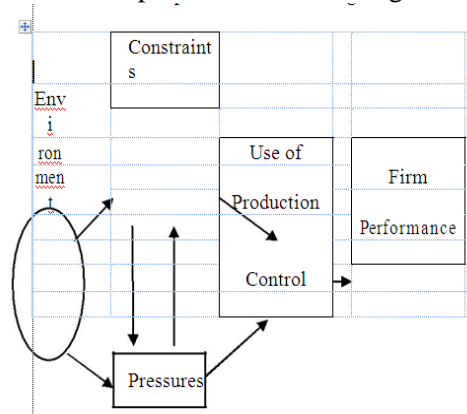 Constraint
s
Env
i
ron
men
t
Use of
Production
Control
Firm
Performance
Pressures